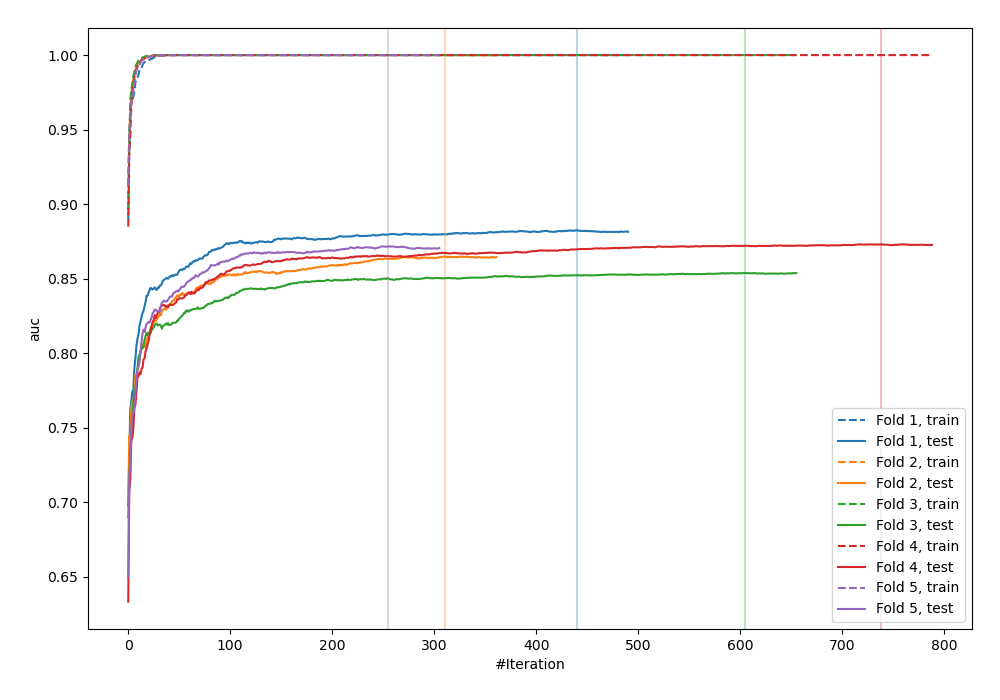 1.00
0.95
0.90
0.85
0.80
0.75
0.70
0.65
auc
0
100
200
300
400
500
600
700
800
#Iteration
Fold 1, train
Fold 1, test
Fold 2, train
Fold 2, test
Fold 3, train
Fold 3, test
Fold 4, train
Fold 4, test
Fold 5, train
Fold 5, test